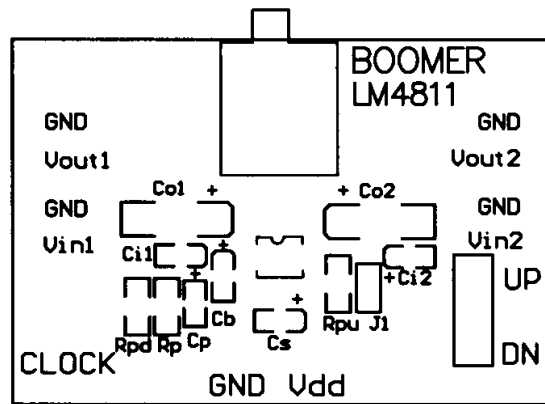 BOOMER
LM4811
GND GND
Vout1 Vout2
Co1 + + Co2
GND GND
Vin1 Vin2
Ci1 + + Ci2
+ UP
Cb +
Rpd Rp Cp Cs Rpu J1
CLOCK DN
GND Vdd